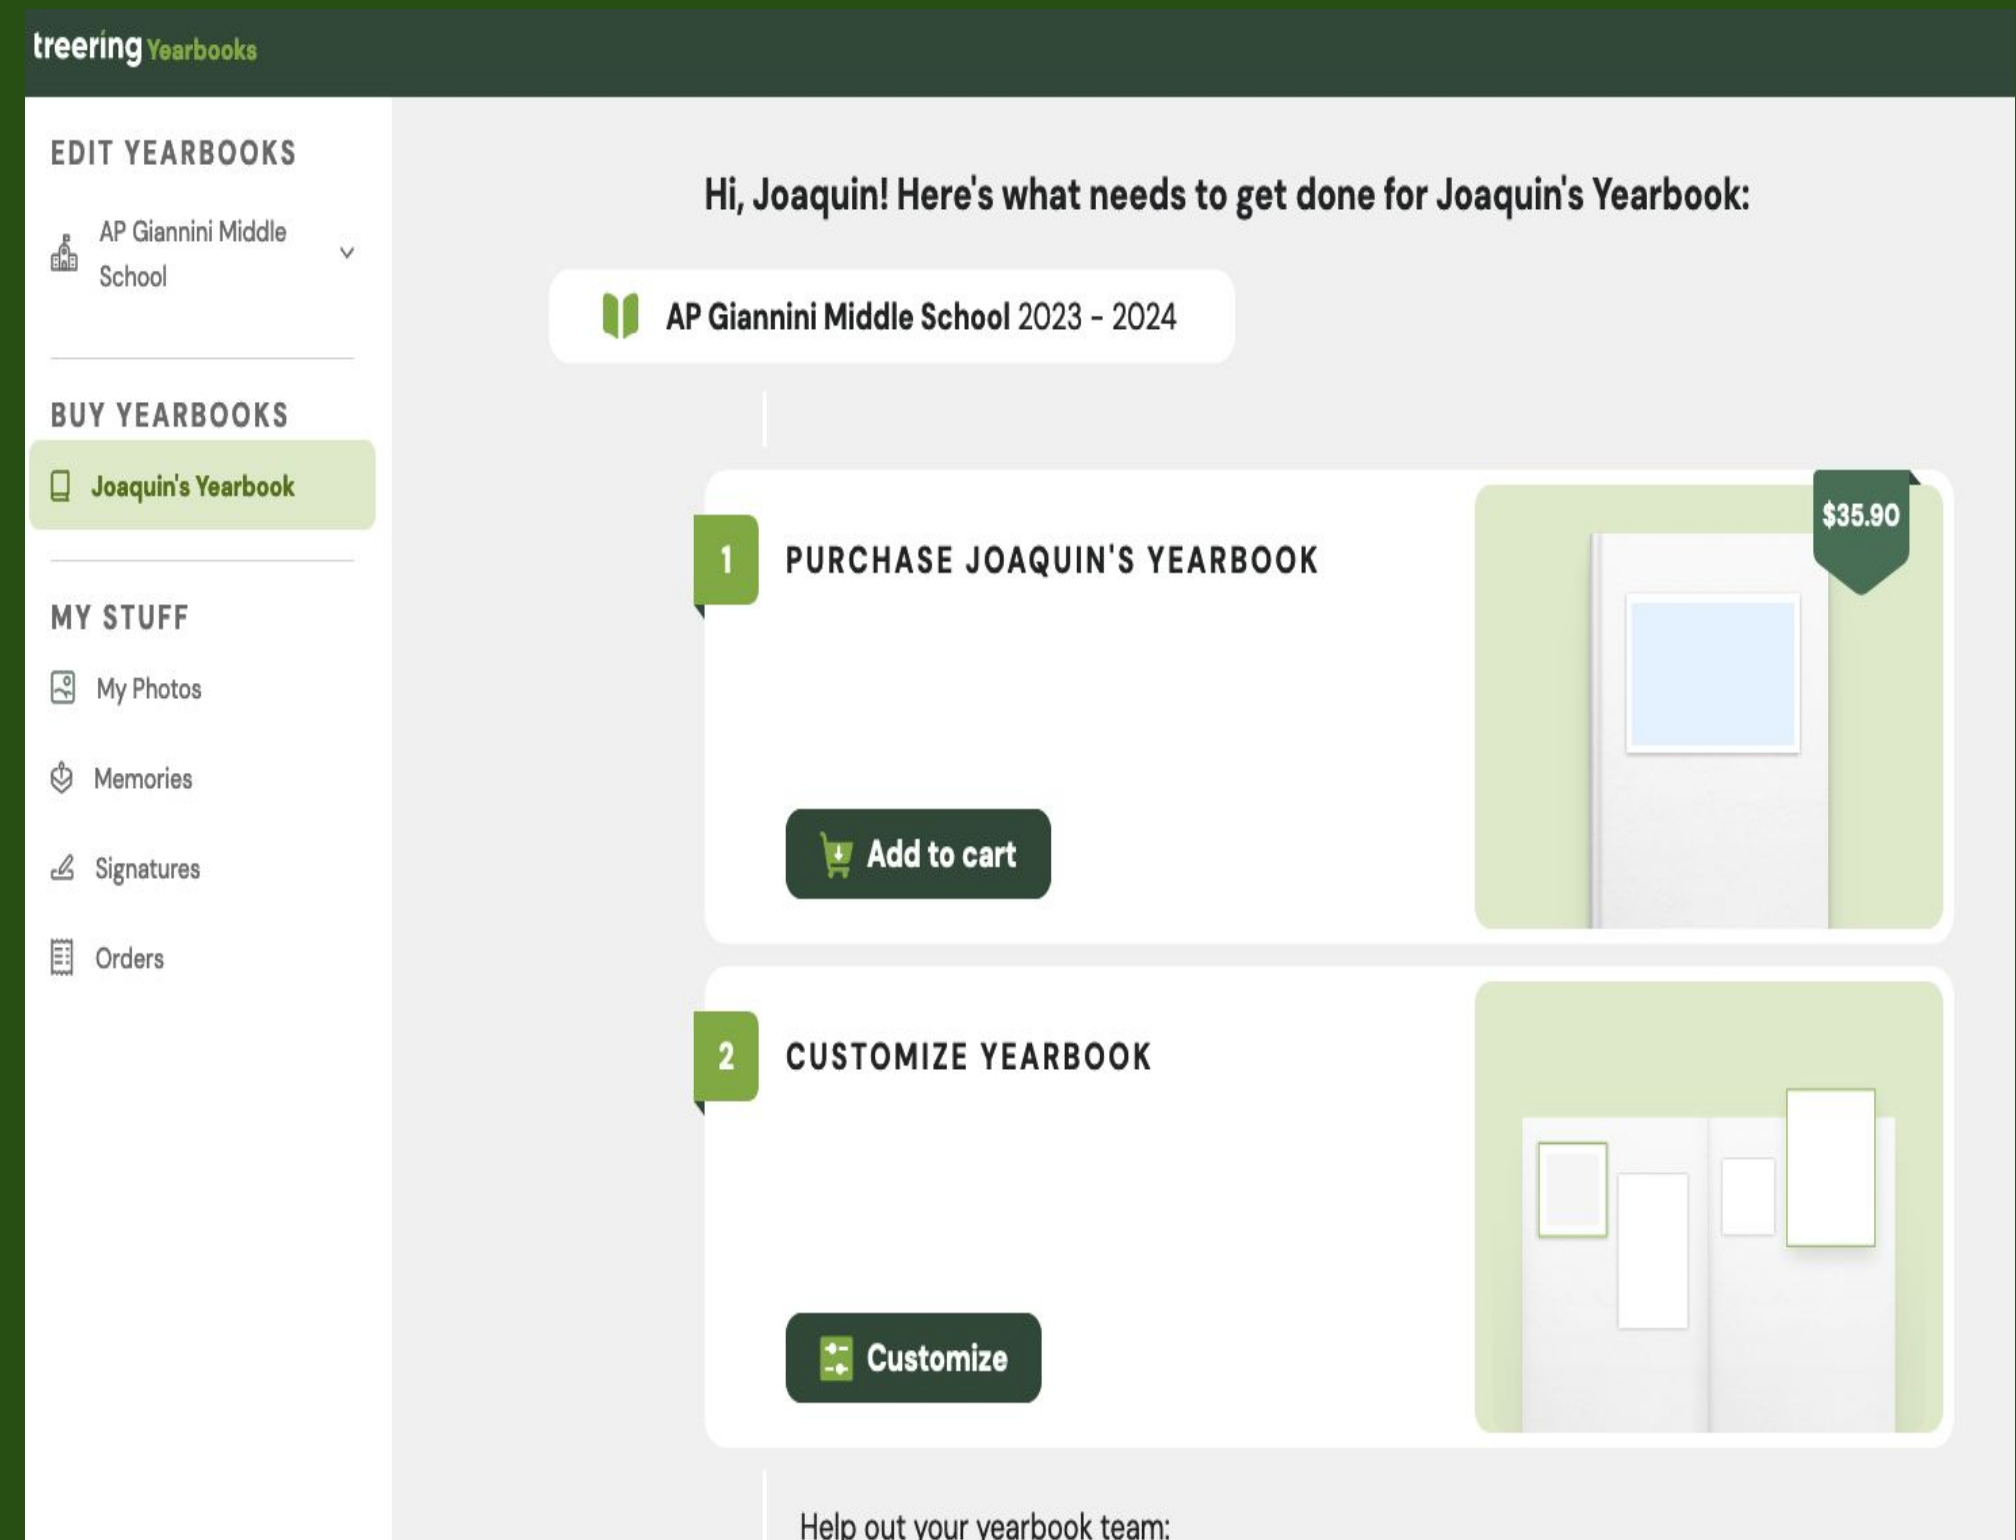 treering Yearbooks
EDIT YEARBOOKS
AP Giannini Middle
School
BUY YEARBOOKS
Joaquin's Yearbook
MY STUFF
My Photos
Memories
Signatures
Orders
Hi, Joaquin! Here's what needs to get done for Joaquin's Yearbook:
AP Giannini Middle School 2023 - 2024
1
PURCHASE JOAQUIN'S YEARBOOK
$35.90
Add to cart
2
CUSTOMIZE YEARBOOK
Customize
Help out your yearbook team: